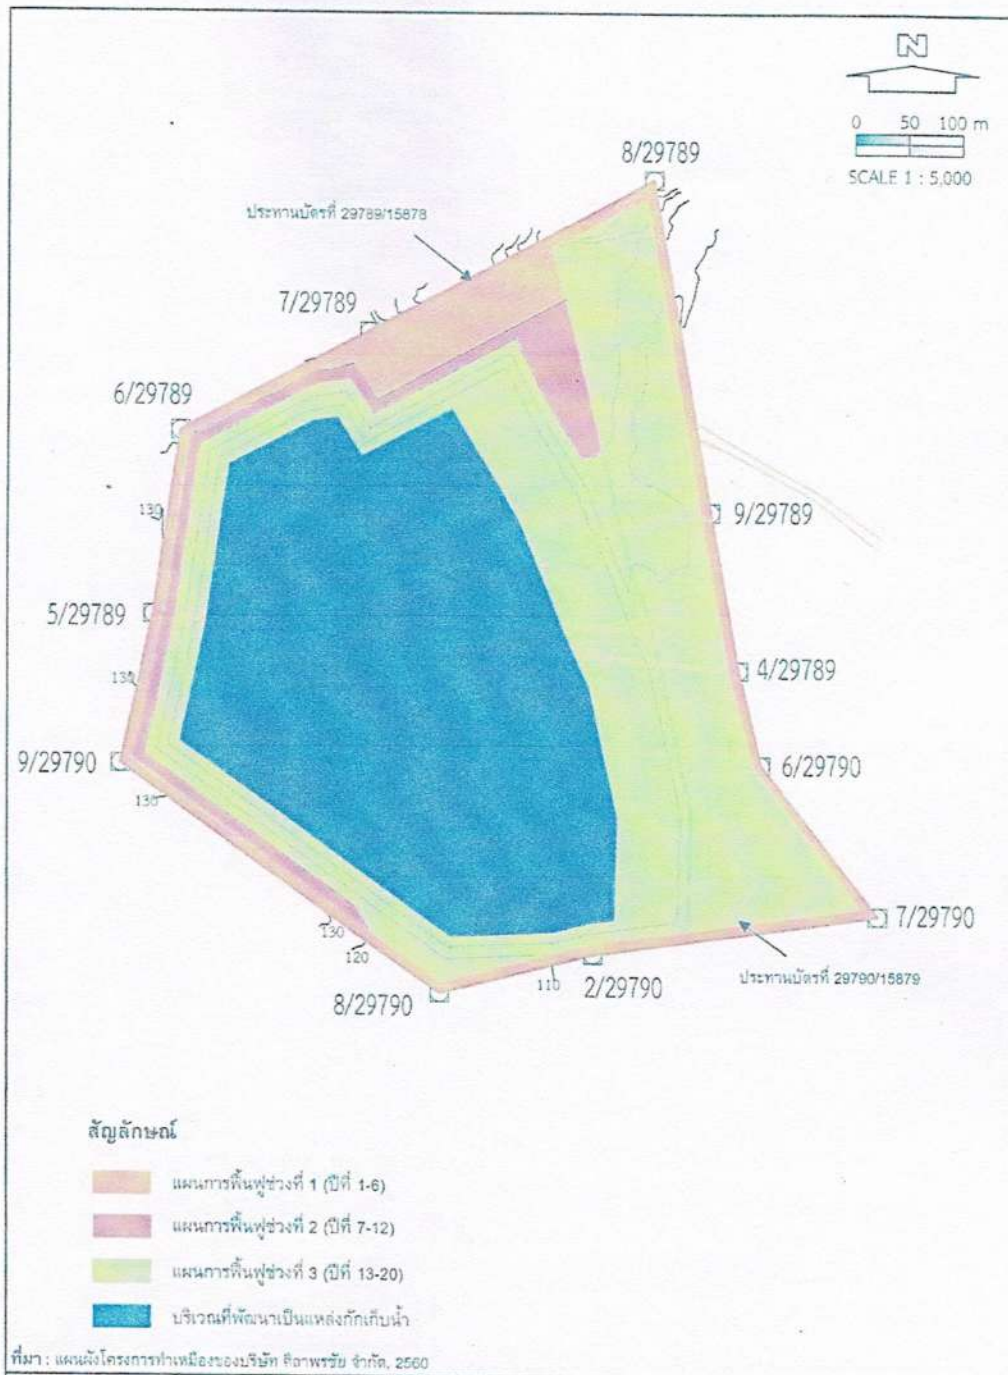 N
0 50 100 m
SCALE 1 : 5,000
8/29789
ประทานบัตรที่ 29789/15878
7/29789
6/29789
130
9/29789
5/29789
130
4/29789
9/29790
6/29790
130
7/29790
130
120
ประทานบัตรที่ 29790/15879
110
2/29790
8/29790
สัญลักษณ์
แผนการฟื้นฟูช่วงที่ 1 (ปีที่ 1-6)
แผนการฟื้นฟูช่วงที่ 2 (ปีที่ 7-12)
แผนการฟื้นฟูช่วงที่ 3 (ปีที่ 13-20)
บริเวณที่พัฒนาเป็นแหล่งกักเก็บน้ำ
ที่มา : แผนผังโครงการทำเหมืองของบริษัท ศิลาพรชัย จำกัด, 2560